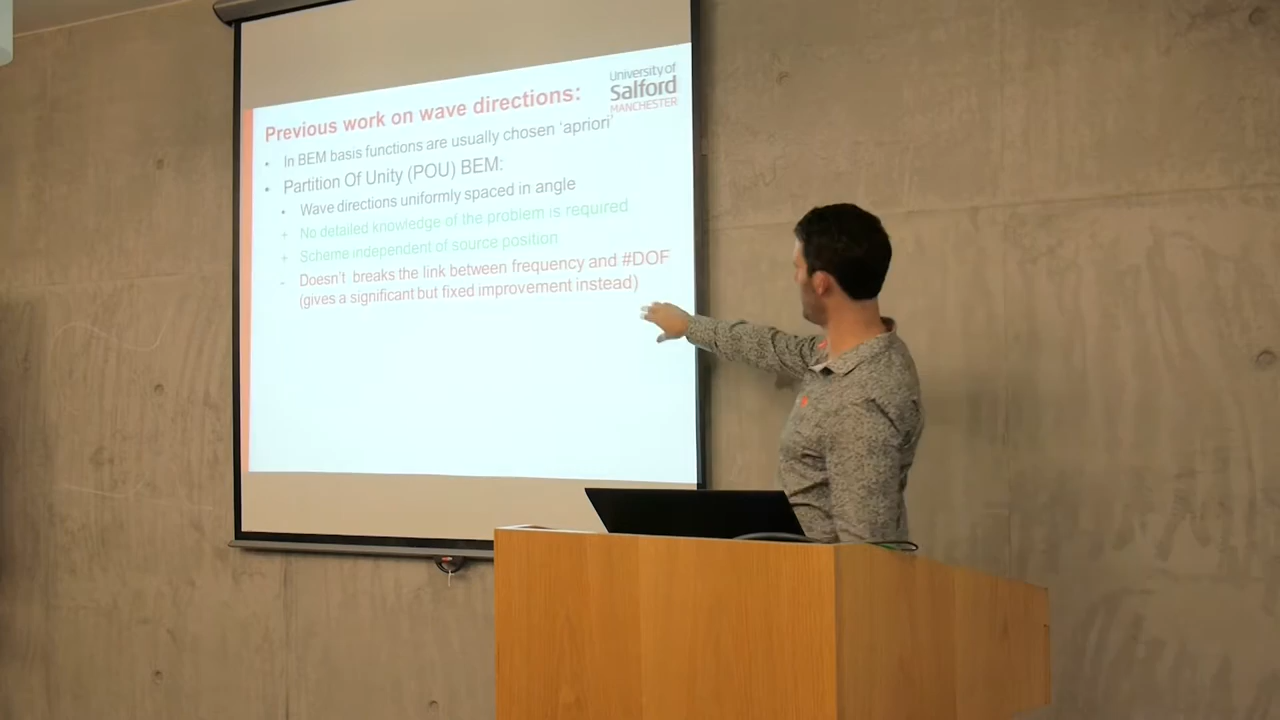 Previous work on wave directions:
University of
Salford
MANCHESTER
• In BEM basis functions are usually chosen ‘apriori’
• Partition Of Unity (POU) BEM:
• Wave directions uniformly spaced in angle
+ No detailed knowledge of the problem is required
+ Scheme independent of source position
- Doesn’t breaks the link between frequency and #DOF
(gives a significant but fixed improvement instead)